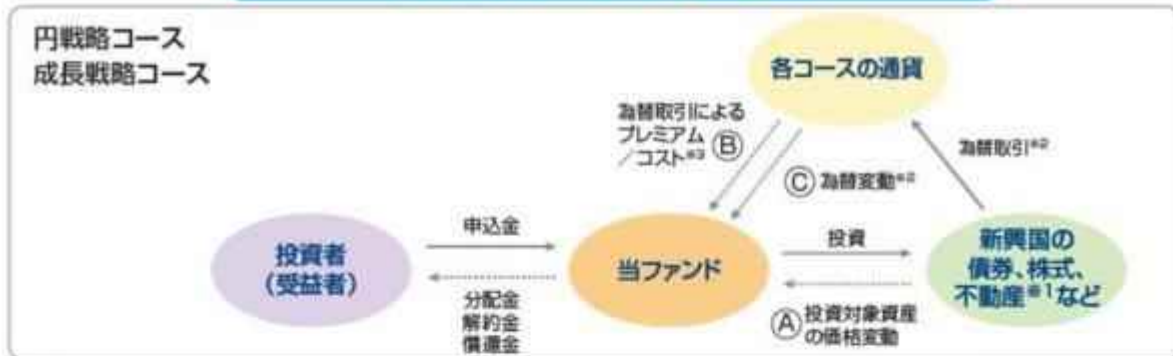 円戦略コース
成長戦略コース
各コースの通貨
為替取引による
プレミアム
／コスト※3 Ⓑ
Ⓒ 為替変動※2
為替取引※2
投資者
（受益者）
申込金
分配金
解約金
償還金
当ファンド
投資
Ⓐ 投資対象資産
の価格変動
新興国の
債券、株式、
不動産※1など